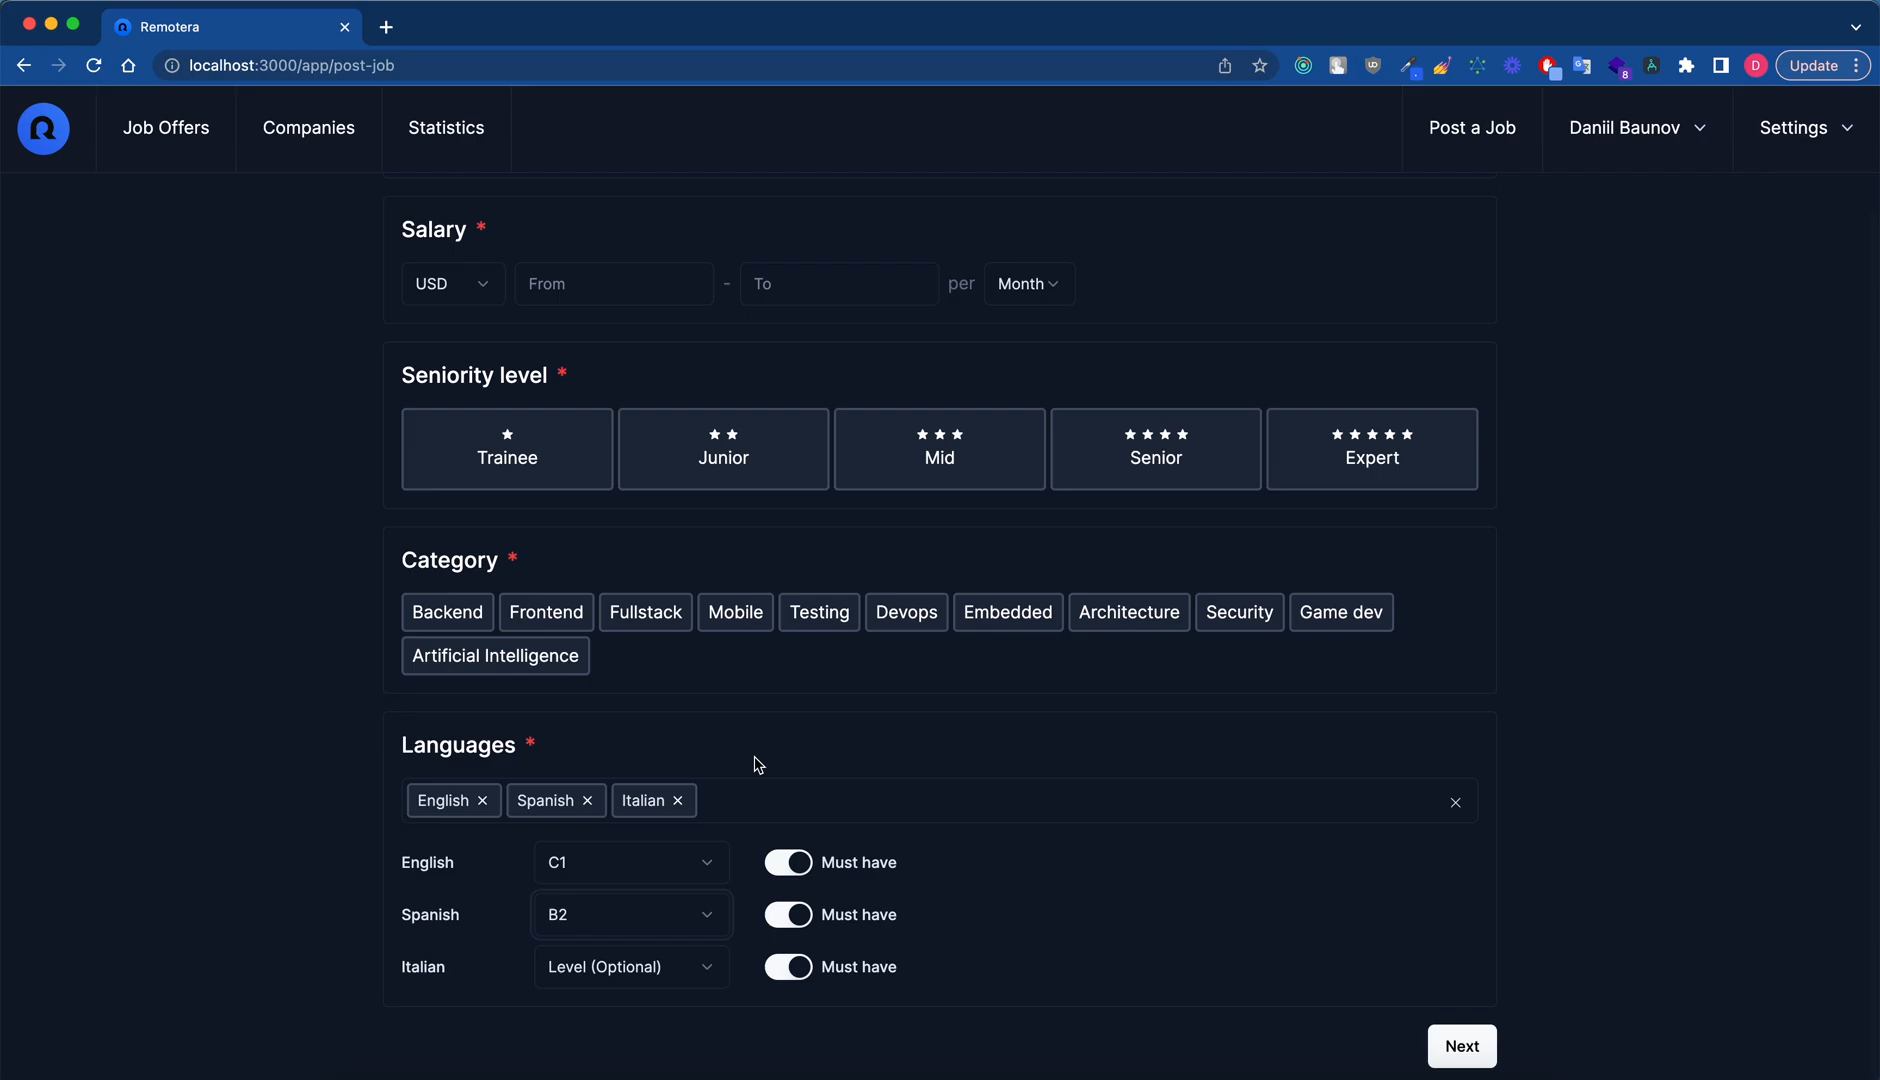 Remotera
localhost:3000/app/post-job
8
D
Update
Job Offers
Companies
Statistics
Post a Job
Daniil Baunov
Settings
Salary *
USD
From
-
To
per
Month
Seniority level *
Trainee
Junior
Mid
Senior
Expert
Category *
Backend
Frontend
Fullstack
Mobile
Testing
Devops
Embedded
Architecture
Security
Game dev
Artificial Intelligence
Languages *
English
Spanish
Italian
English
C1
Must have
Spanish
B2
Must have
Italian
Level (Optional)
Must have
Next